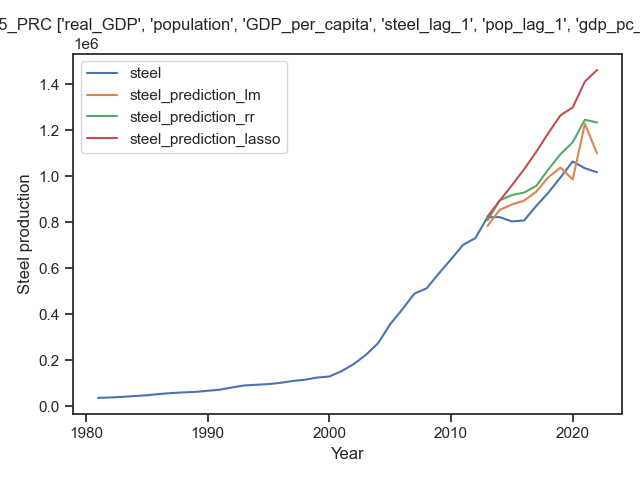 5_PRC ['real_GDP', 'population', 'GDP_per_capita', 'steel_lag_1', 'pop_lag_1', 'gdp_pc_
1e6
steel
steel_prediction_lm
steel_prediction_rr
steel_prediction_lasso
1.4
1.2
1.0
0.8
0.6
0.4
0.2
0.0
Steel production
1980
1990
2000
2010
2020
Year